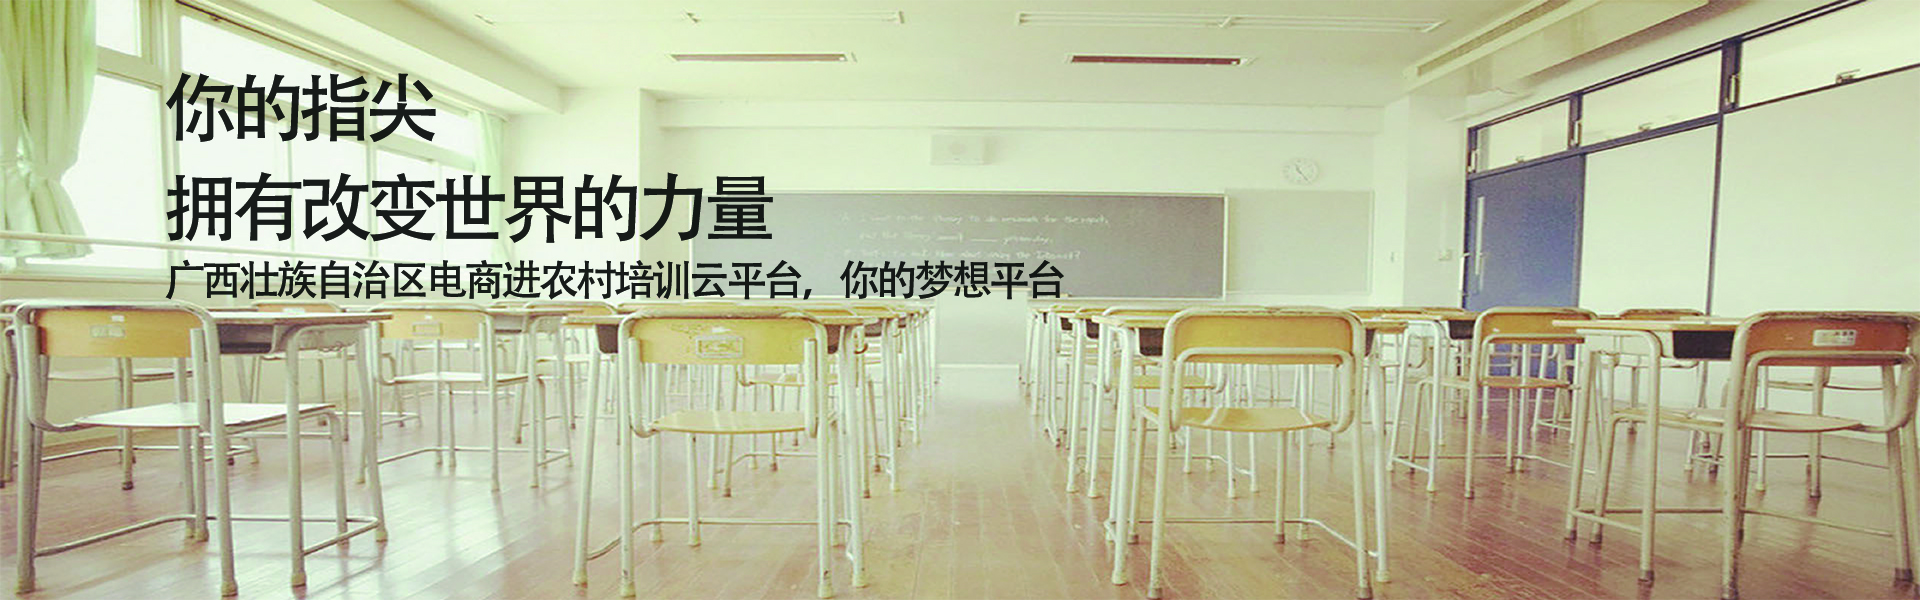 你的指尖
拥有改变世界的力量
广西壮族自治区电商进农村培训云平台，你的梦想平台